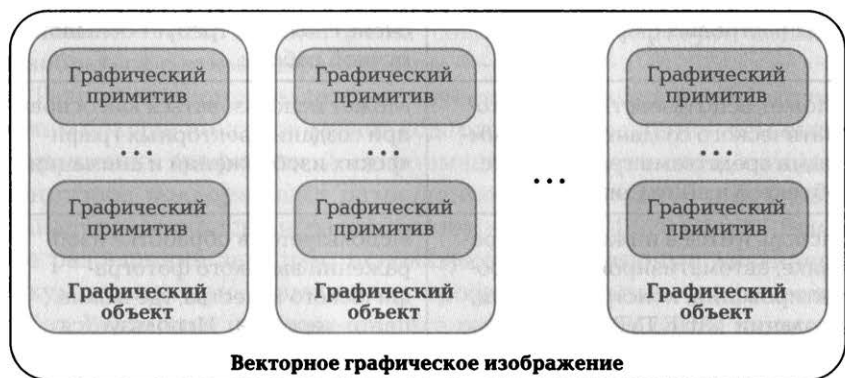 Графический
примитив
...
Графический
примитив
Графический
объект
Графический
примитив
...
Графический
примитив
Графический
объект
...
Графический
примитив
...
Графический
примитив
Графический
объект
Векторное графическое изображение